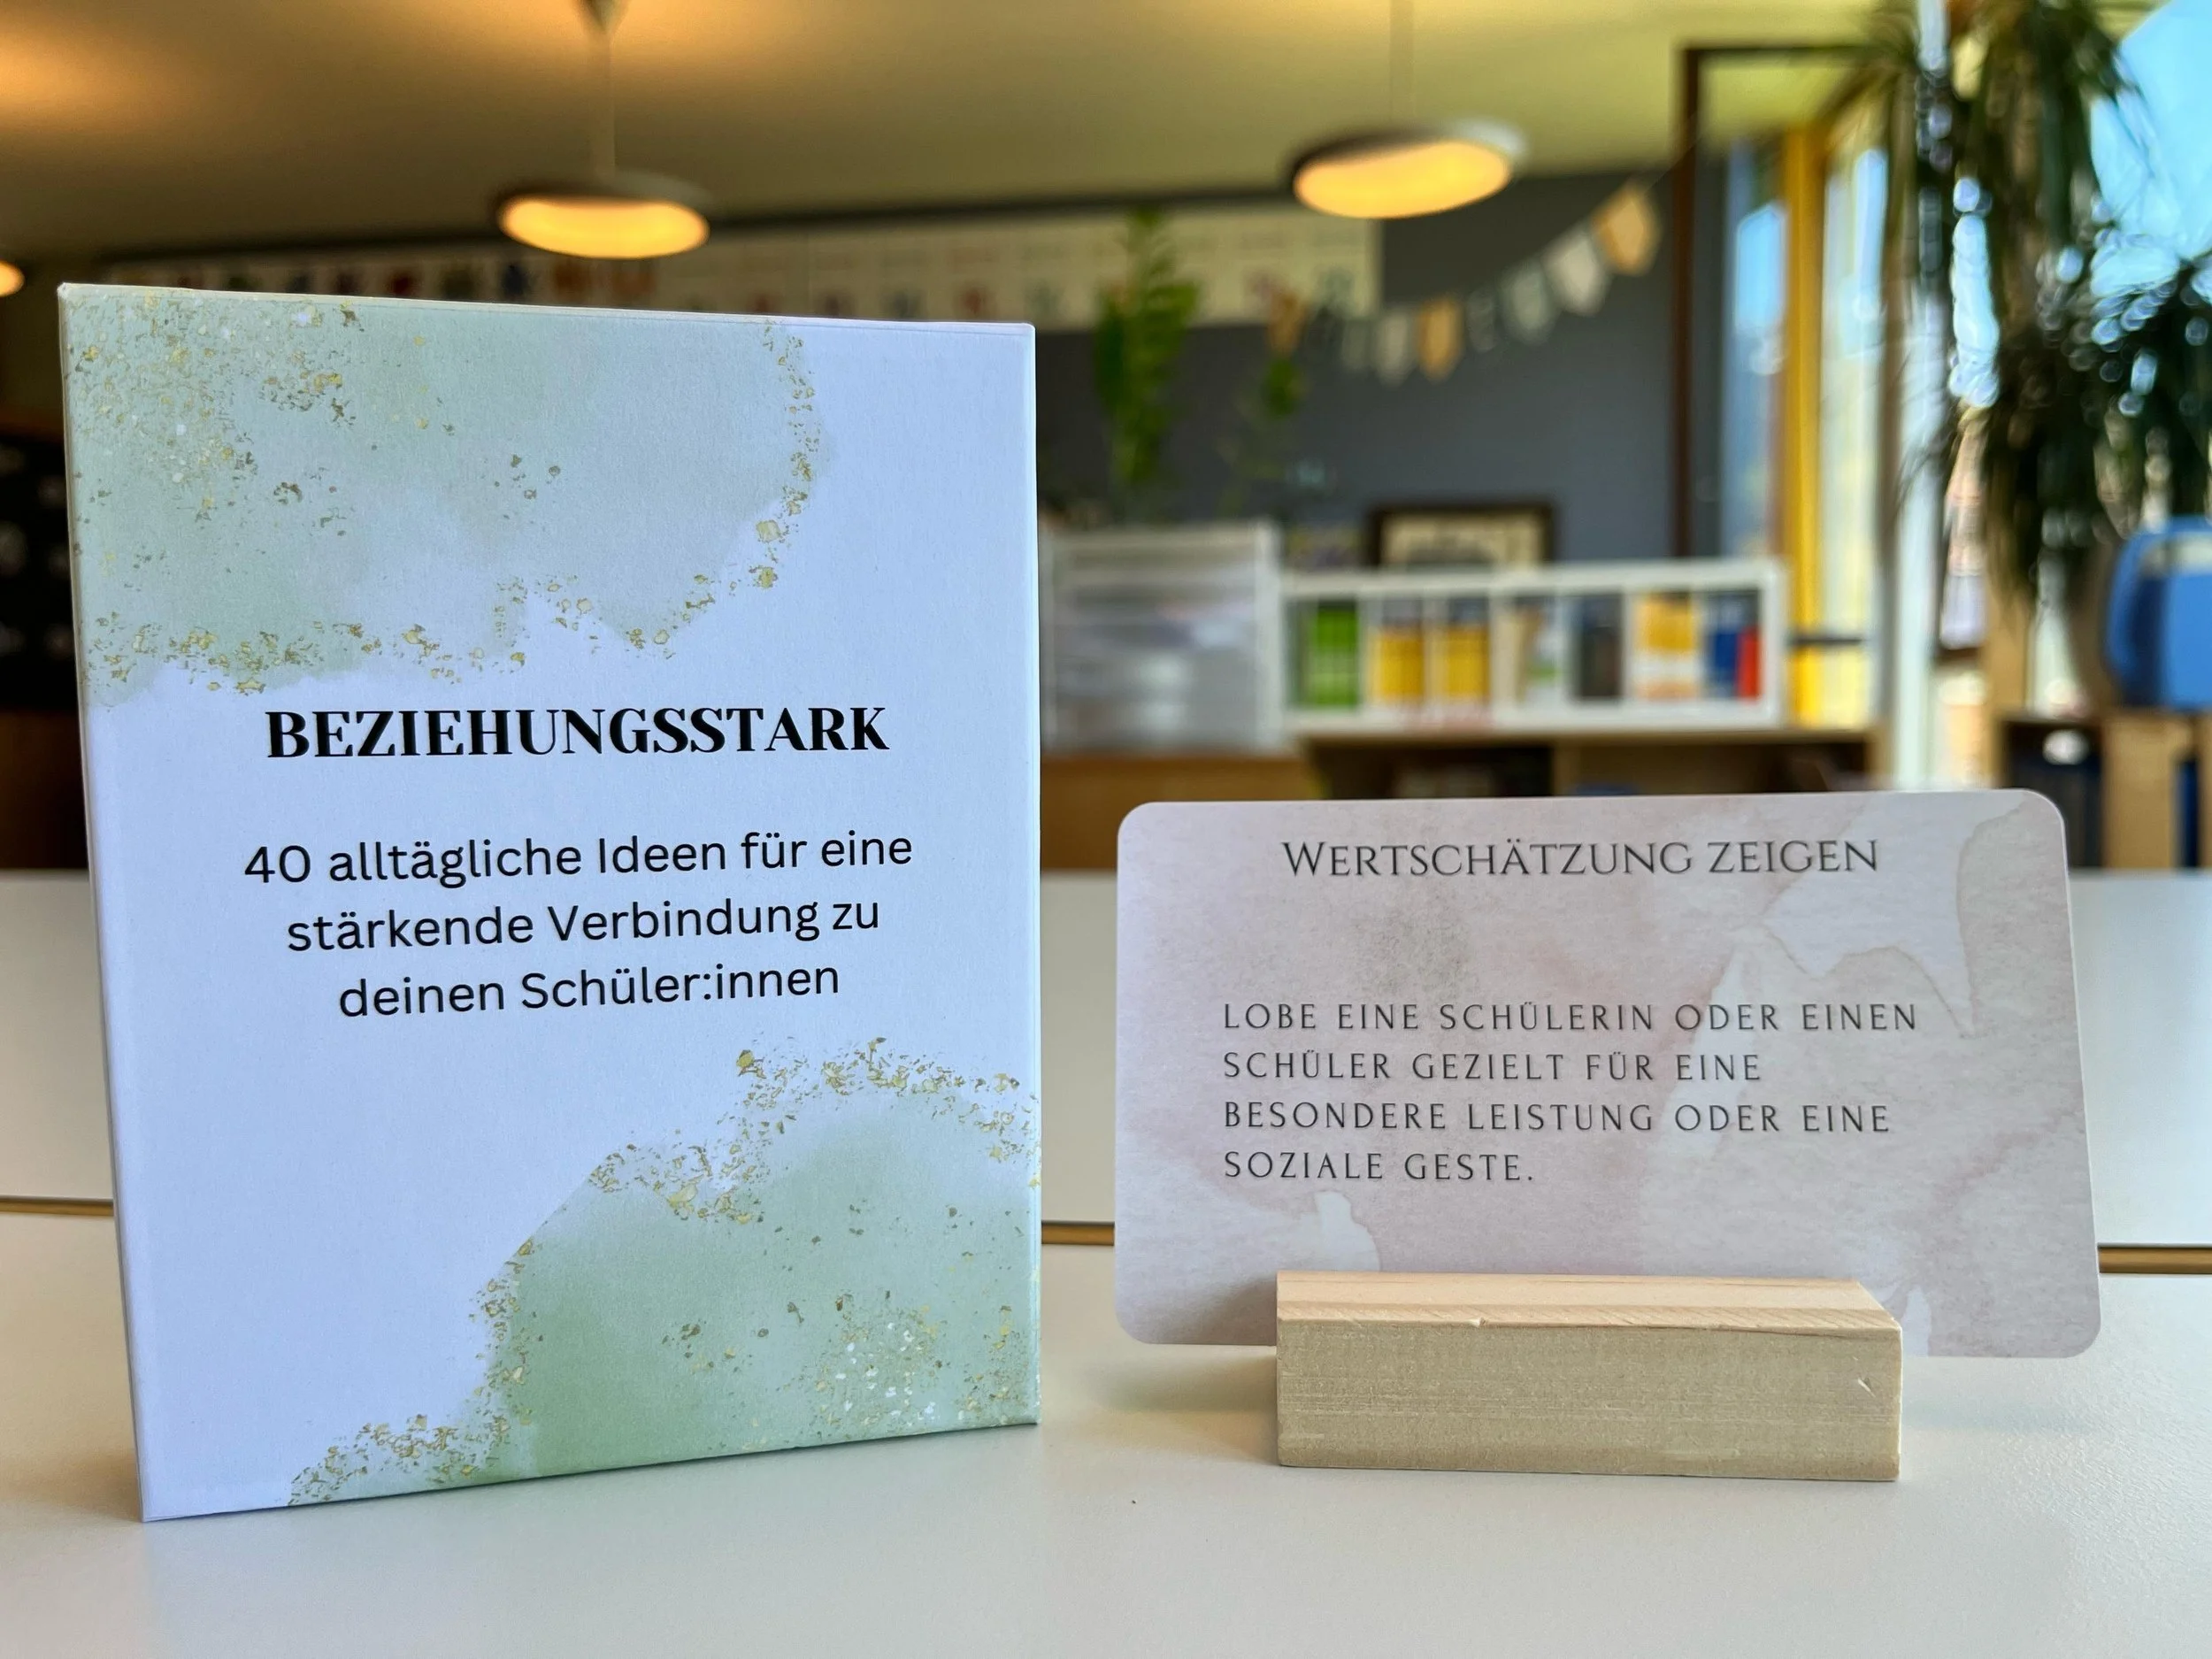 BEZIEHUNGSSTARK
40 alltägliche Ideen für eine
stärkende Verbindung zu
deinen Schüler:innen
WERTSCHÄTZUNG ZEIGEN
LOBE EINE SCHÜLERIN ODER EINEN
SCHÜLER GEZIELT FÜR EINE
BESONDERE LEISTUNG ODER EINE
SOZIALE GESTE.